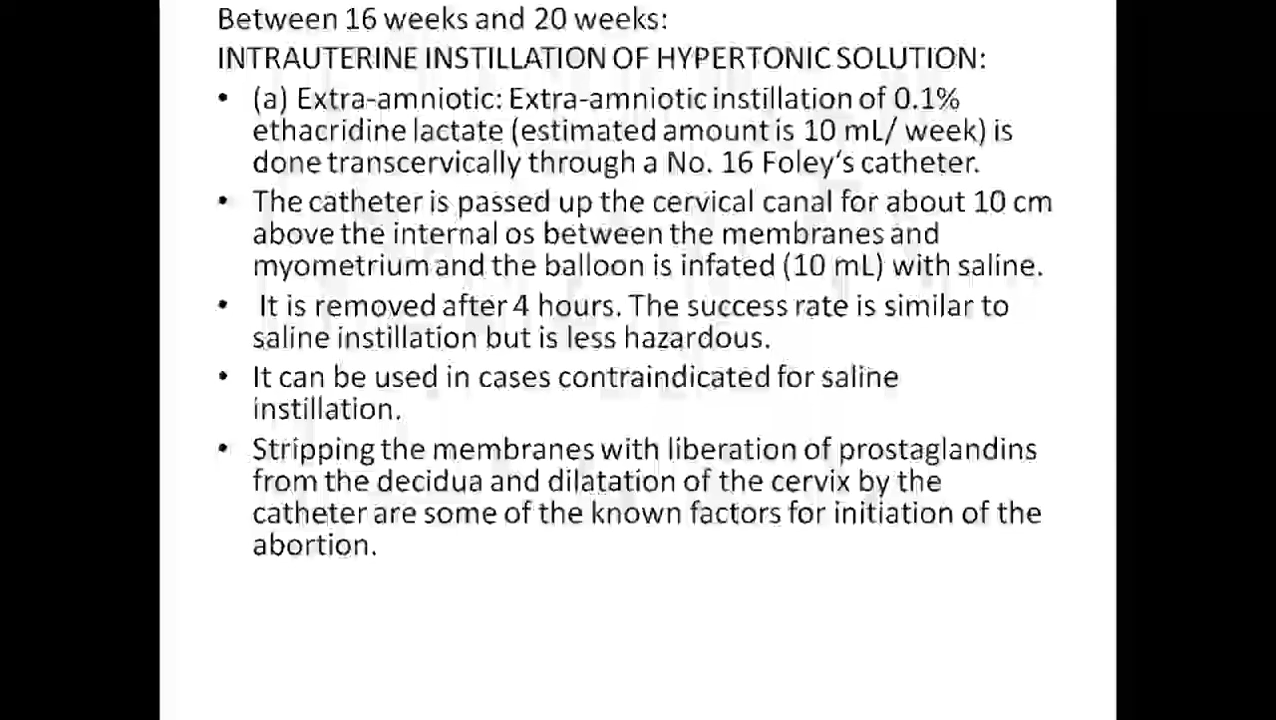 Between 16 weeks and 20 weeks:
INTRAUTERINE INSTILLATION OF HYPERTONIC SOLUTION:
• (a) Extra-amniotic: Extra-amniotic instillation of 0.1%
ethacridine lactate (estimated amount is 10 mL/ week) is
done transcervically through a No. 16 Foley's catheter.
• The catheter is passed up the cervical canal for about 10 cm
above the internal os between the membranes and
myometrium and the balloon is infated (10 mL) with saline.
• It is removed after 4 hours. The success rate is similar to
saline instillation but is less hazardous.
• It can be used in cases contraindicated for saline
instillation.
• Stripping the membranes with liberation of prostaglandins
from the decidua and dilatation of the cervix by the
catheter are some of the known factors for initiation of the
abortion.